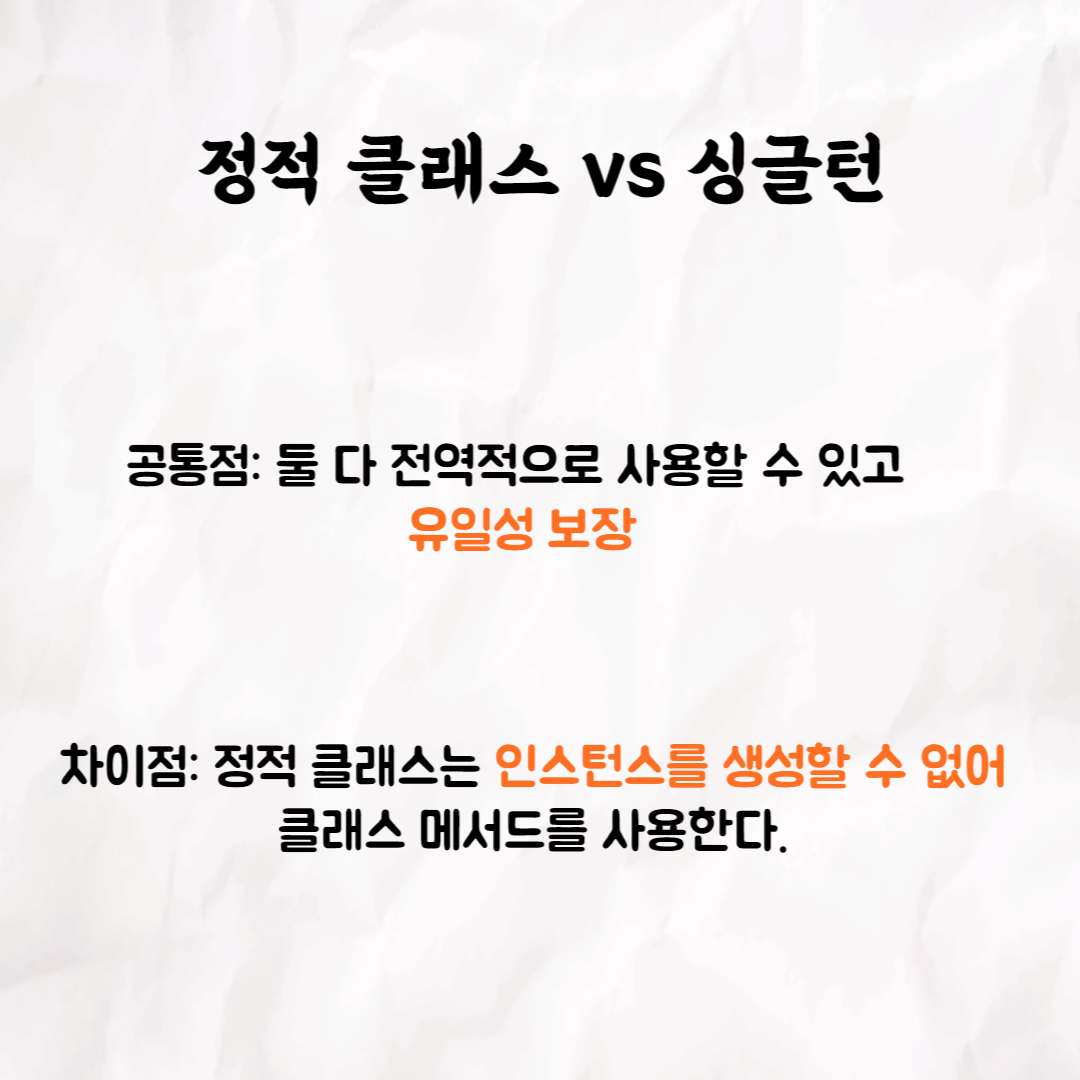 정적 클래스 vs 싱글턴
공통점: 둘 다 전역적으로 사용할 수 있고
유일성 보장
차이점: 정적 클래스는 인스턴스를 생성할 수 없어
클래스 메서드를 사용한다.